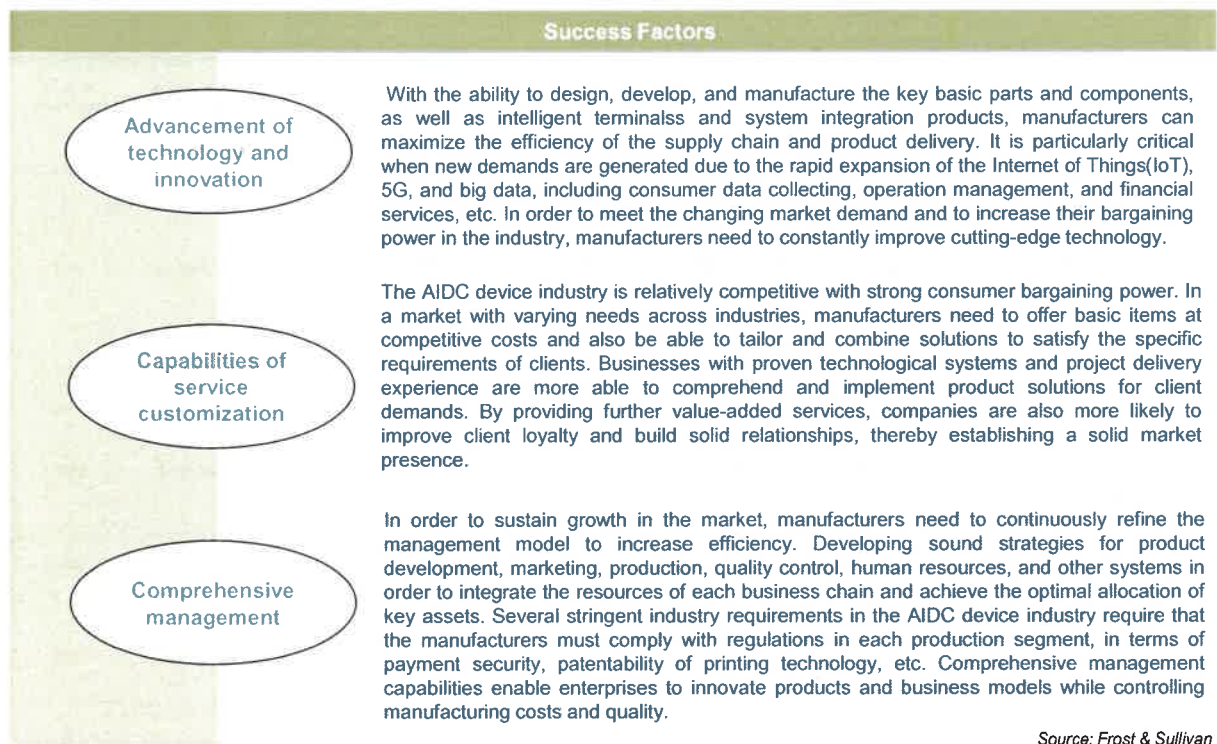 Success Factors
Advancement of
technology and
innovation
With the ability to design, develop, and manufacture the key basic parts and components,
as well as intelligent terminalss and system integration products, manufacturers can
maximize the efficiency of the supply chain and product delivery. It is particularly critical
when new demands are generated due to the rapid expansion of the Internet of Things(IoT),
5G, and big data, including consumer data collecting, operation management, and financial
services, etc. In order to meet the changing market demand and to increase their bargaining
power in the industry, manufacturers need to constantly improve cutting-edge technology.
Capabilities of
service
customization
The AIDC device industry is relatively competitive with strong consumer bargaining power. In
a market with varying needs across industries, manufacturers need to offer basic items at
competitive costs and also be able to tailor and combine solutions to satisfy the specific
requirements of clients. Businesses with proven technological systems and project delivery
experience are more able to comprehend and implement product solutions for client
demands. By providing further value-added services, companies are also more likely to
improve client loyalty and build solid relationships, thereby establishing a solid market
presence.
Comprehensive
management
In order to sustain growth in the market, manufacturers need to continuously refine the
management model to increase efficiency. Developing sound strategies for product
development, marketing, production, quality control, human resources, and other systems in
order to integrate the resources of each business chain and achieve the optimal allocation of
key assets. Several stringent industry requirements in the AIDC device industry require that
the manufacturers must comply with regulations in each production segment, in terms of
payment security, patentability of printing technology, etc. Comprehensive management
capabilities enable enterprises to innovate products and business models while controlling
manufacturing costs and quality.
Source: Frost & Sullivan